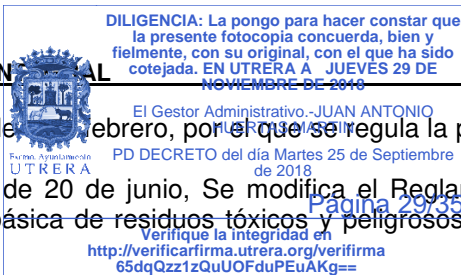 DILIGENCIA: La pongo para hacer constar que
la presente fotocopia concuerda, bien y
fielmente, con su original, con el que ha sido
cotejada. EN UTRERA A JUEVES 29 DE
NOVIEMBRE DE 2018
AL
El Gestor Administrativo.-JUAN ANTONIO
HUERTAS MARTIN
ebrero, por el que se regula la p
PD DECRETO del día Martes 25 de Septiembre
de 2018
Excmo. Ayuntamiento
UTRERA
de 20 de junio, Se modifica el Regla
Página 29/35
básica de residuos tóxicos y peligrosos
Verifique la integridad en
http://verificarfirma.utrera.org/verifirma
65dqQzz1zQuUOFduPEuAKg==